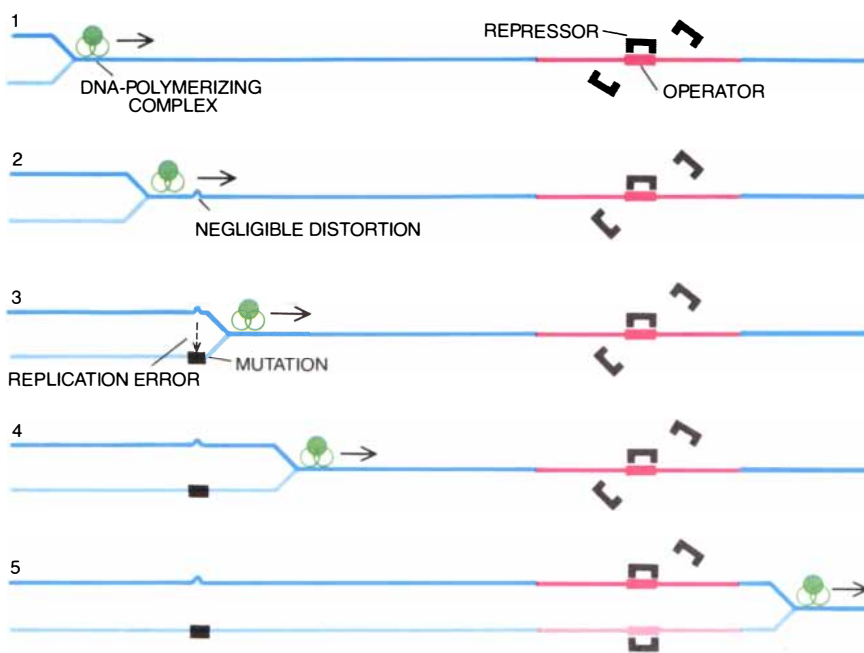 1
REPRESSOR
DNA-POLYMERIZING
COMPLEX
OPERATOR
2
NEGLIGIBLE DISTORTION
3
MUTATION
REPLICATION ERROR
4
5